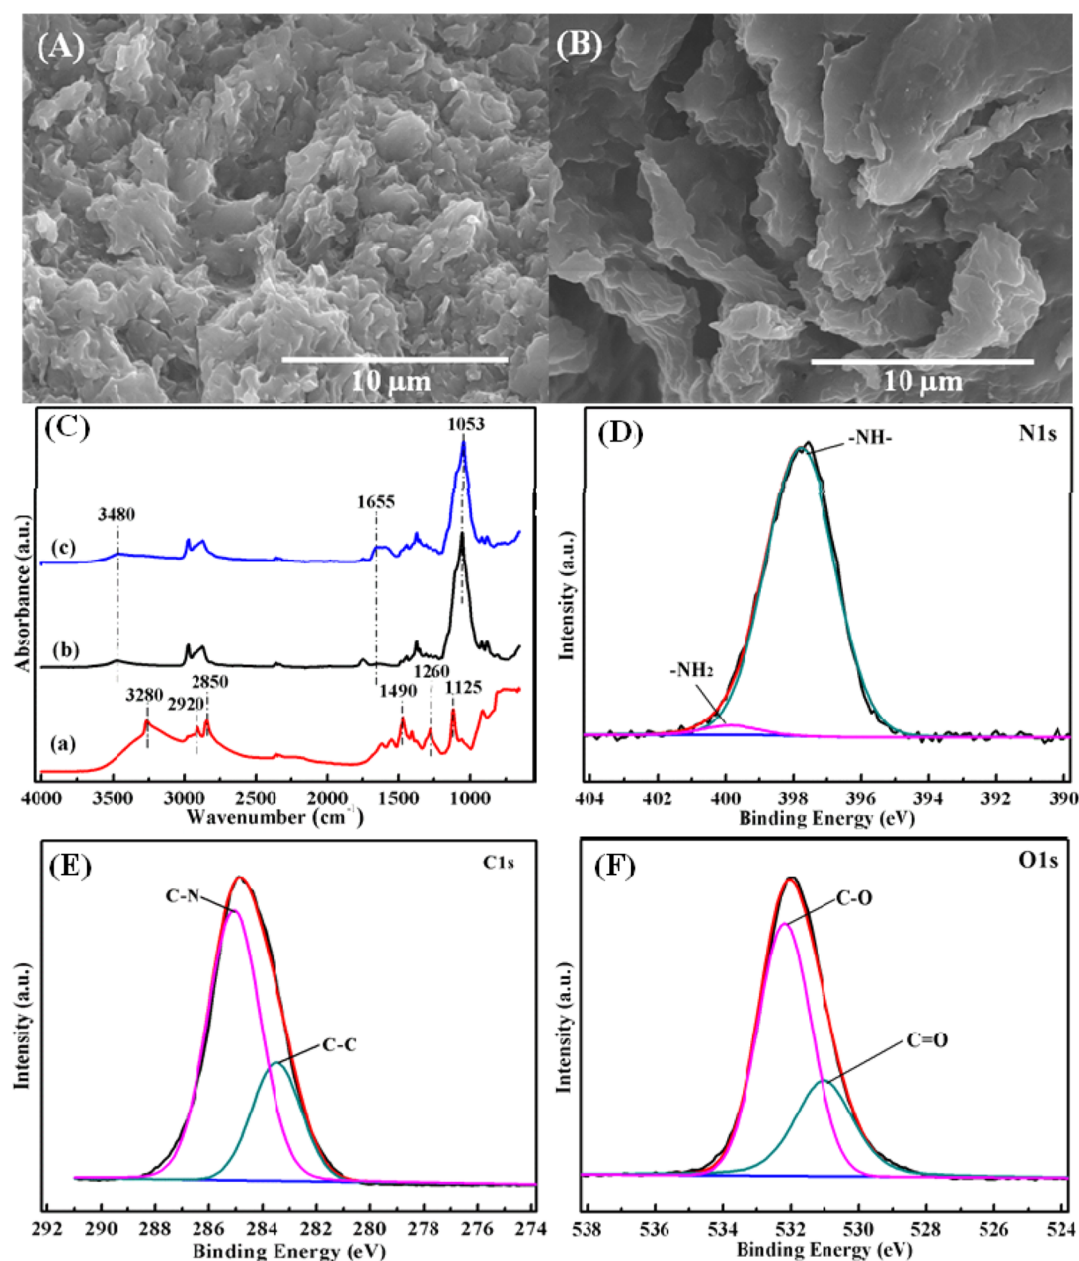 (A)
(B)
10 μm
10 μm
(C)
1053
3480
1655
(c)
(b)
3280
2920
2850
1490
1260
1125
(a)
Absorbance (a.u.)
4000 3500 3000 2500 2000 1500 1000
Wavenumber (cm⁻¹)
(D)
N1s
-NH-
-NH₂
Intensity (a.u.)
404 402 400 398 396 394 392 390
Binding Energy (eV)
(E)
C1s
C-N
C-C
Intensity (a.u.)
292 290 288 286 284 282 280 278 276 274
Binding Energy (eV)
(F)
O1s
C-O
C=O
Intensity (a.u.)
538 536 534 532 530 528 526 524
Binding Energy (eV)